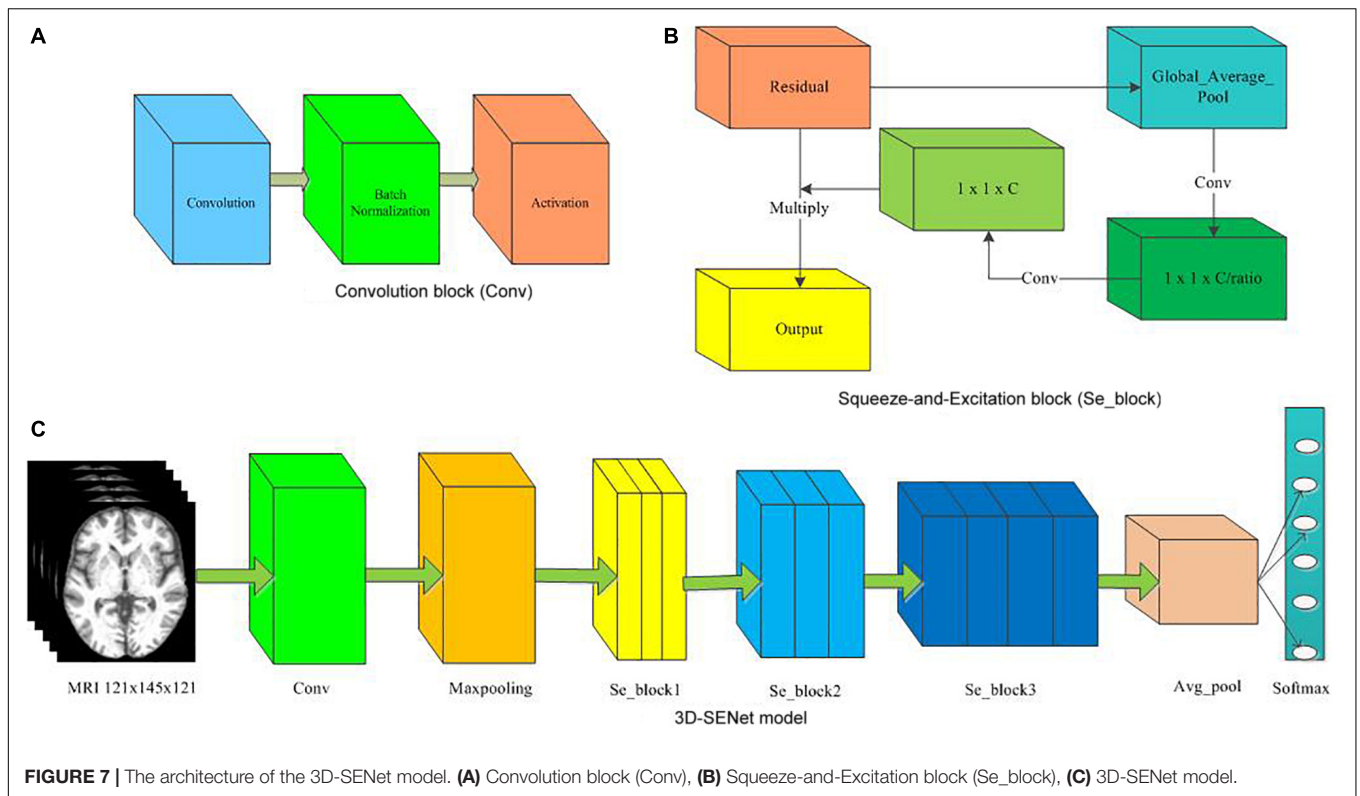 A
Convolution
Batch
Normalization
Activation
Convolution block (Conv)
B
Residual
Global_Average_
Pool
Conv
1 x 1 x C
Multiply
Conv
1 x 1 x C/ratio
Output
Squeeze-and-Excitation block (Se_block)
C
MRI 121x145x121
Conv
Maxpooling
Se_block1
Se_block2
Se_block3
Avg_pool
Softmax
3D-SENet model
FIGURE 7 | The architecture of the 3D-SENet model. (A) Convolution block (Conv), (B) Squeeze-and-Excitation block (Se_block), (C) 3D-SENet model.